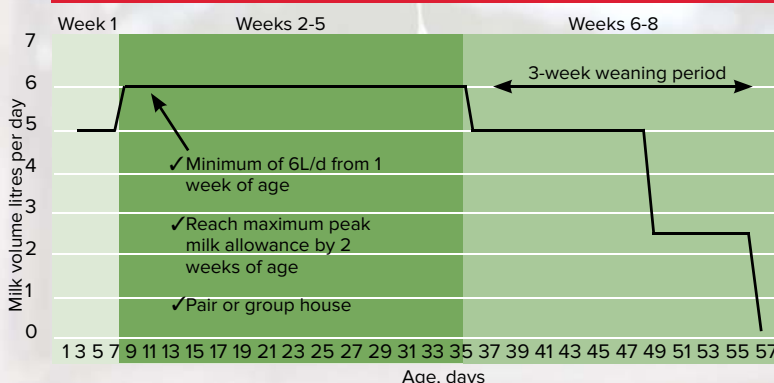 Week 1 Weeks 2-5 Weeks 6-8
Milk volume litres per day
7
6
5
4
3
2
1
0
3-week weaning period
✓Minimum of 6L/d from 1
week of age
✓Reach maximum peak
milk allowance by 2
weeks of age
✓Pair or group house
1 3 5 7 9 11 13 15 17 19 21 23 25 27 29 31 33 35 37 39 41 43 45 47 49 51 53 55 57
Age, days